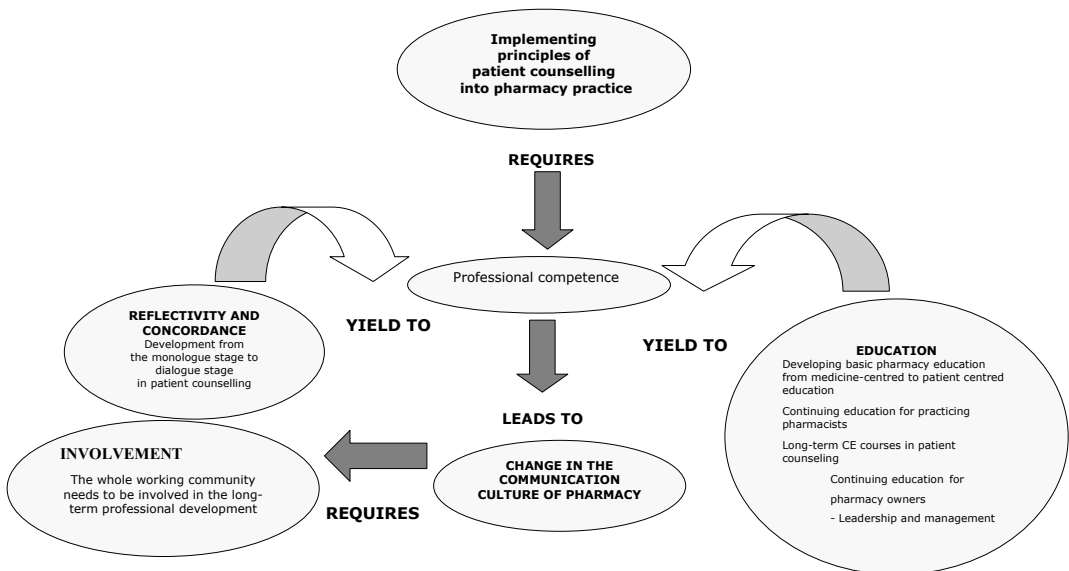 Implementing
principles of
patient counselling
into pharmacy practice
REQUIRES
Professional competence
REFLECTIVITY AND
CONCORDANCE
Development from
the monologue stage to
dialogue stage
in patient counselling
YIELD TO
YIELD TO
EDUCATION
Developing basic pharmacy education
from medicine-centred to patient centred
education
Continuing education for practicing
pharmacists
Long-term CE courses in patient
counseling
Continuing education for
pharmacy owners
- Leadership and management
LEADS TO
CHANGE IN THE
COMMUNICATION
CULTURE OF PHARMACY
REQUIRES
INVOLVEMENT
The whole working community
needs to be involved in the long-
term professional development